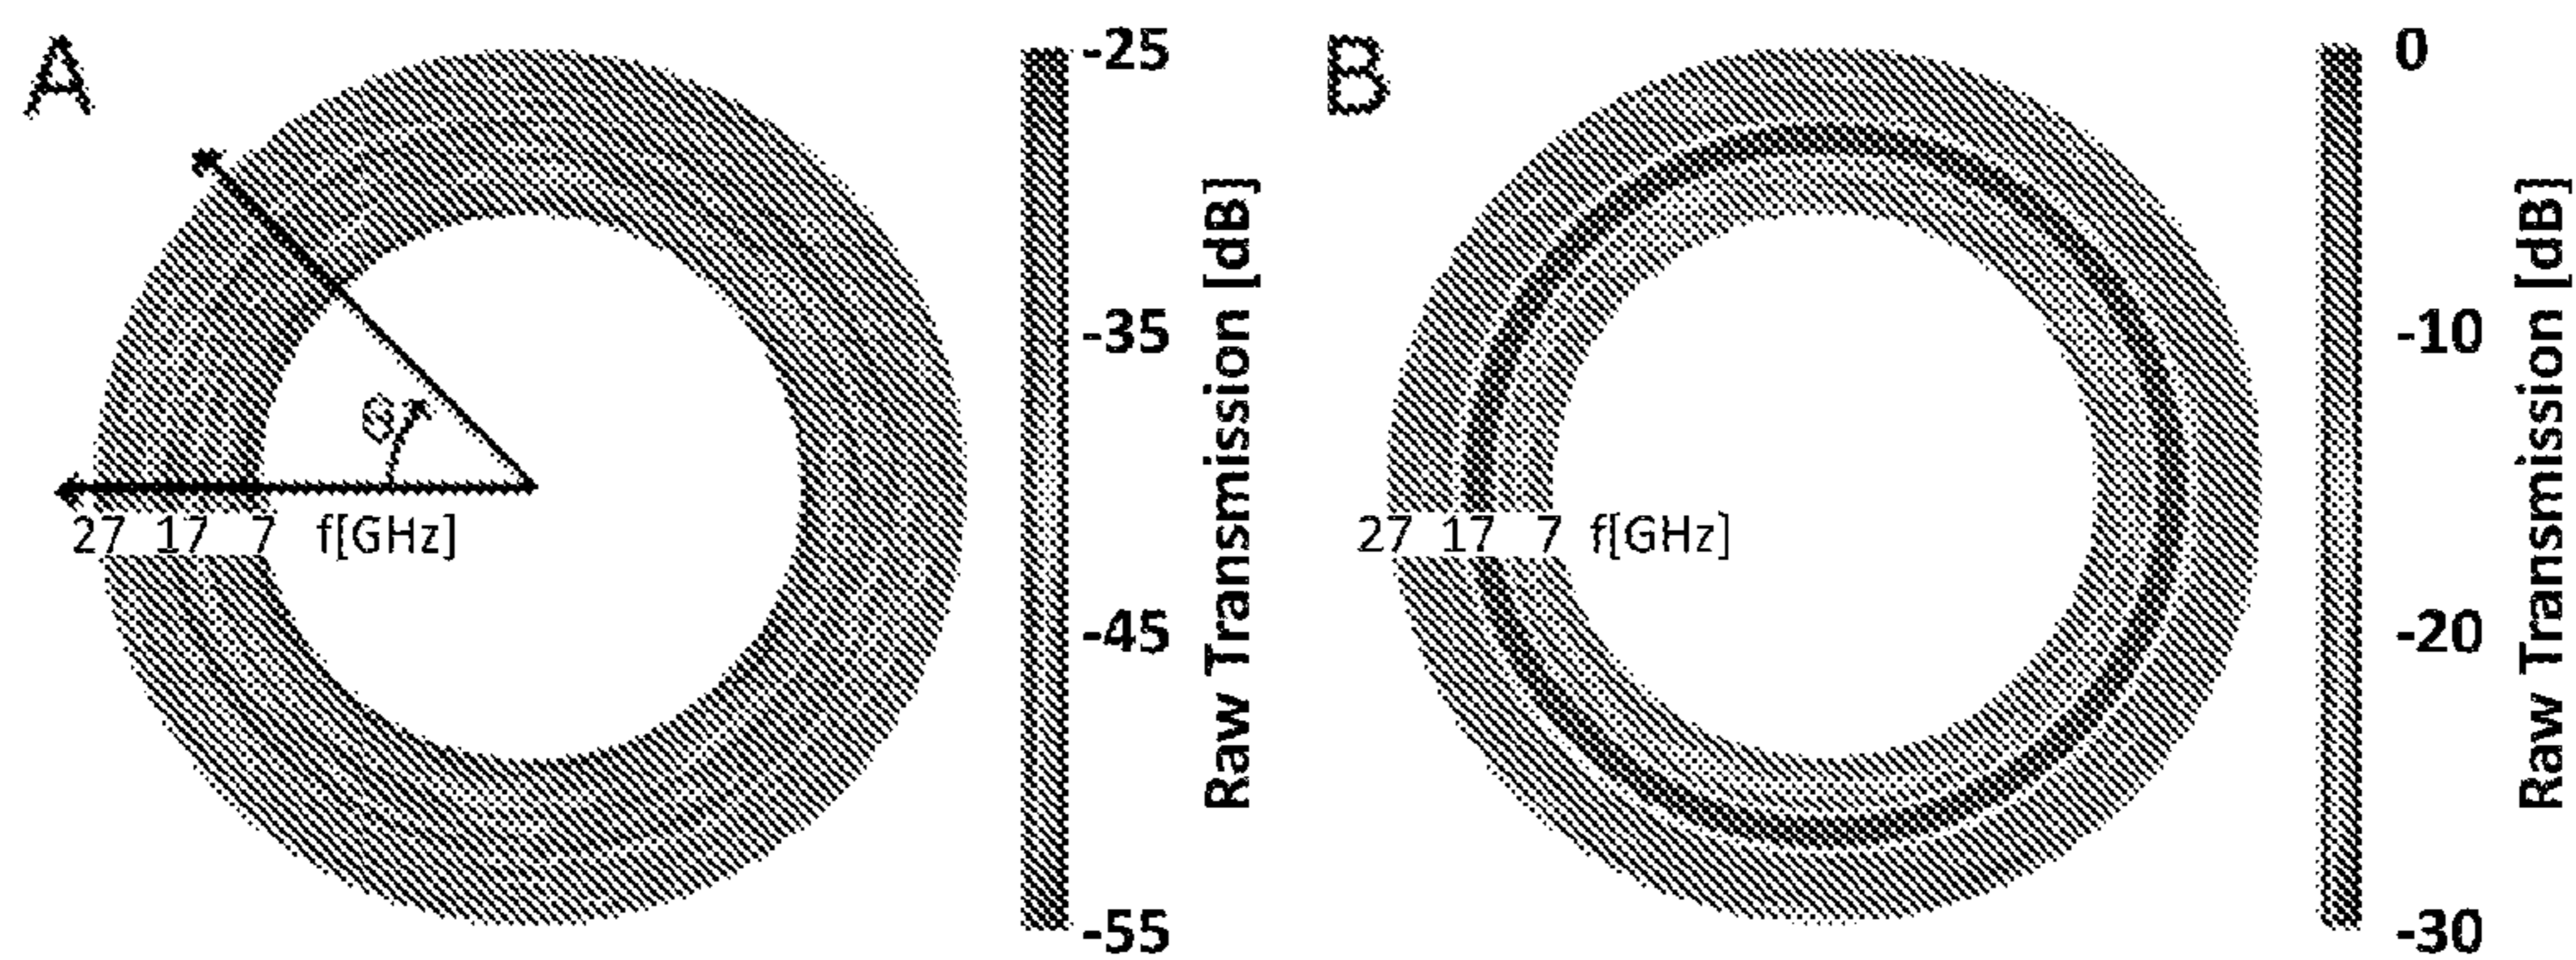 A
-25
-35
-45
-55
Raw Transmission [dB]
27 17 7 f[GHz]
B
0
-10
-20
-30
Raw Transmission [dB]
27 17 7 f[GHz]